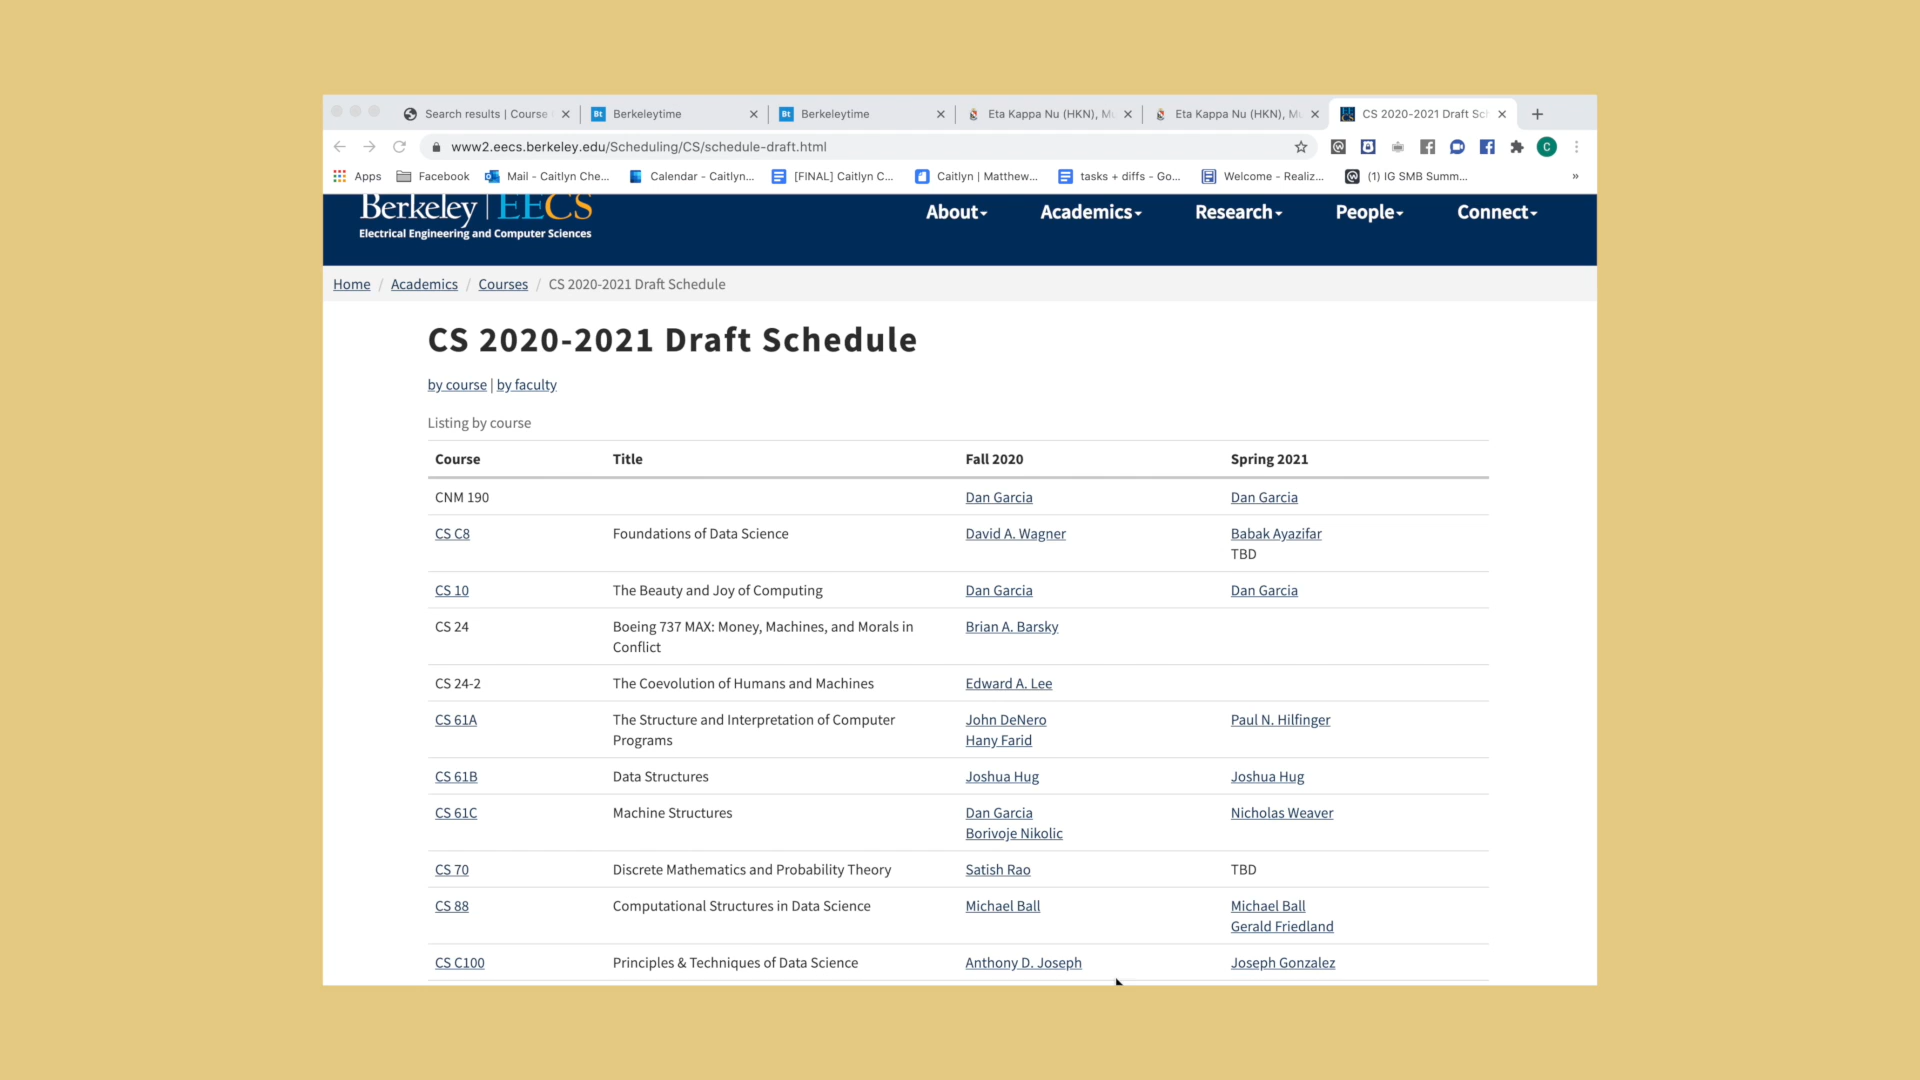 Search results | Course
Berkeleytime
Berkeleytime
Eta Kappa Nu (HKN), Mu
Eta Kappa Nu (HKN), Mu
CS 2020-2021 Draft Sch
www2.eecs.berkeley.edu/Scheduling/CS/schedule-draft.html
C
Apps
Facebook
Mail - Caitlyn Che...
Calendar - Caitlyn...
[FINAL] Caitlyn C...
Caitlyn | Matthew...
tasks + diffs - Go...
Welcome - Realiz...
(1) IG SMB Summ...
»
Berkeley | EECS
Electrical Engineering and Computer Sciences
About
Academics
Research
People
Connect
Home / Academics / Courses / CS 2020-2021 Draft Schedule
CS 2020-2021 Draft Schedule
by course | by faculty
Listing by course
Course Title Fall 2020 Spring 2021
CNM 190 Dan Garcia Dan Garcia
CS C8 Foundations of Data Science David A. Wagner Babak Ayazifar
TBD
CS 10 The Beauty and Joy of Computing Dan Garcia Dan Garcia
CS 24 Boeing 737 MAX: Money, Machines, and Morals in Brian A. Barsky
Conflict
CS 24-2 The Coevolution of Humans and Machines Edward A. Lee
CS 61A The Structure and Interpretation of Computer John DeNero Paul N. Hilfinger
Programs Hany Farid
CS 61B Data Structures Joshua Hug Joshua Hug
CS 61C Machine Structures Dan Garcia Nicholas Weaver
Borivoje Nikolic
CS 70 Discrete Mathematics and Probability Theory Satish Rao TBD
CS 88 Computational Structures in Data Science Michael Ball Michael Ball
Gerald Friedland
CS C100 Principles & Techniques of Data Science Anthony D. Joseph Joseph Gonzalez